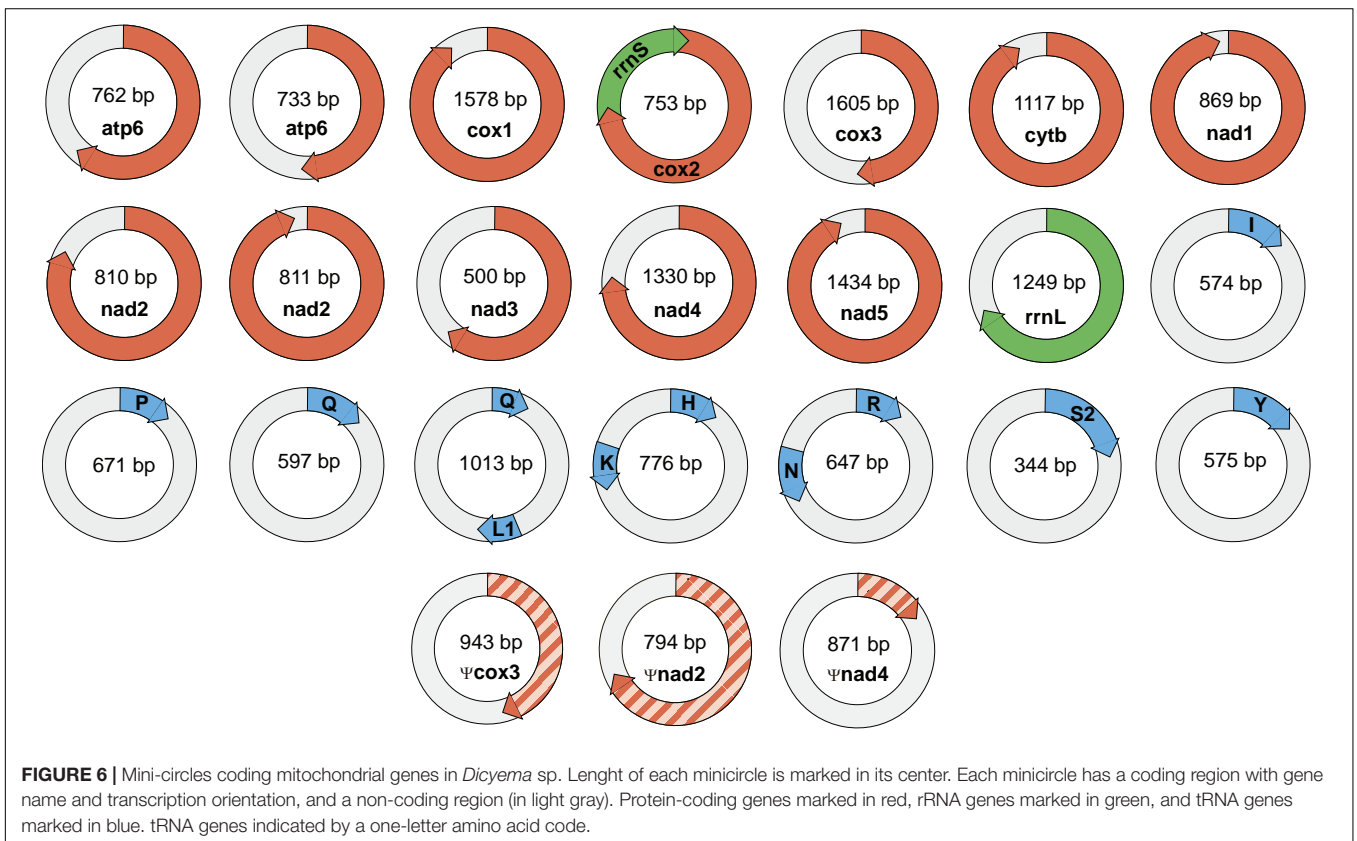 762 bp
atp6
733 bp
atp6
1578 bp
cox1
rrnS
753 bp
cox2
1605 bp
cox3
1117 bp
cytb
869 bp
nad1
810 bp
nad2
811 bp
nad2
500 bp
nad3
1330 bp
nad4
1434 bp
nad5
1249 bp
rrnL
I
574 bp
P
671 bp
Q
597 bp
Q
1013 bp
L1
H
K
776 bp
R
N
647 bp
S2
344 bp
Y
575 bp
943 bp
Ψcox3
794 bp
Ψnad2
871 bp
Ψnad4
FIGURE 6 | Mini-circles coding mitochondrial genes in Dicyema sp. Lenght of each minicircle is marked in its center. Each minicircle has a coding region with gene
name and transcription orientation, and a non-coding region (in light gray). Protein-coding genes marked in red, rRNA genes marked in green, and tRNA genes
marked in blue. tRNA genes indicated by a one-letter amino acid code.